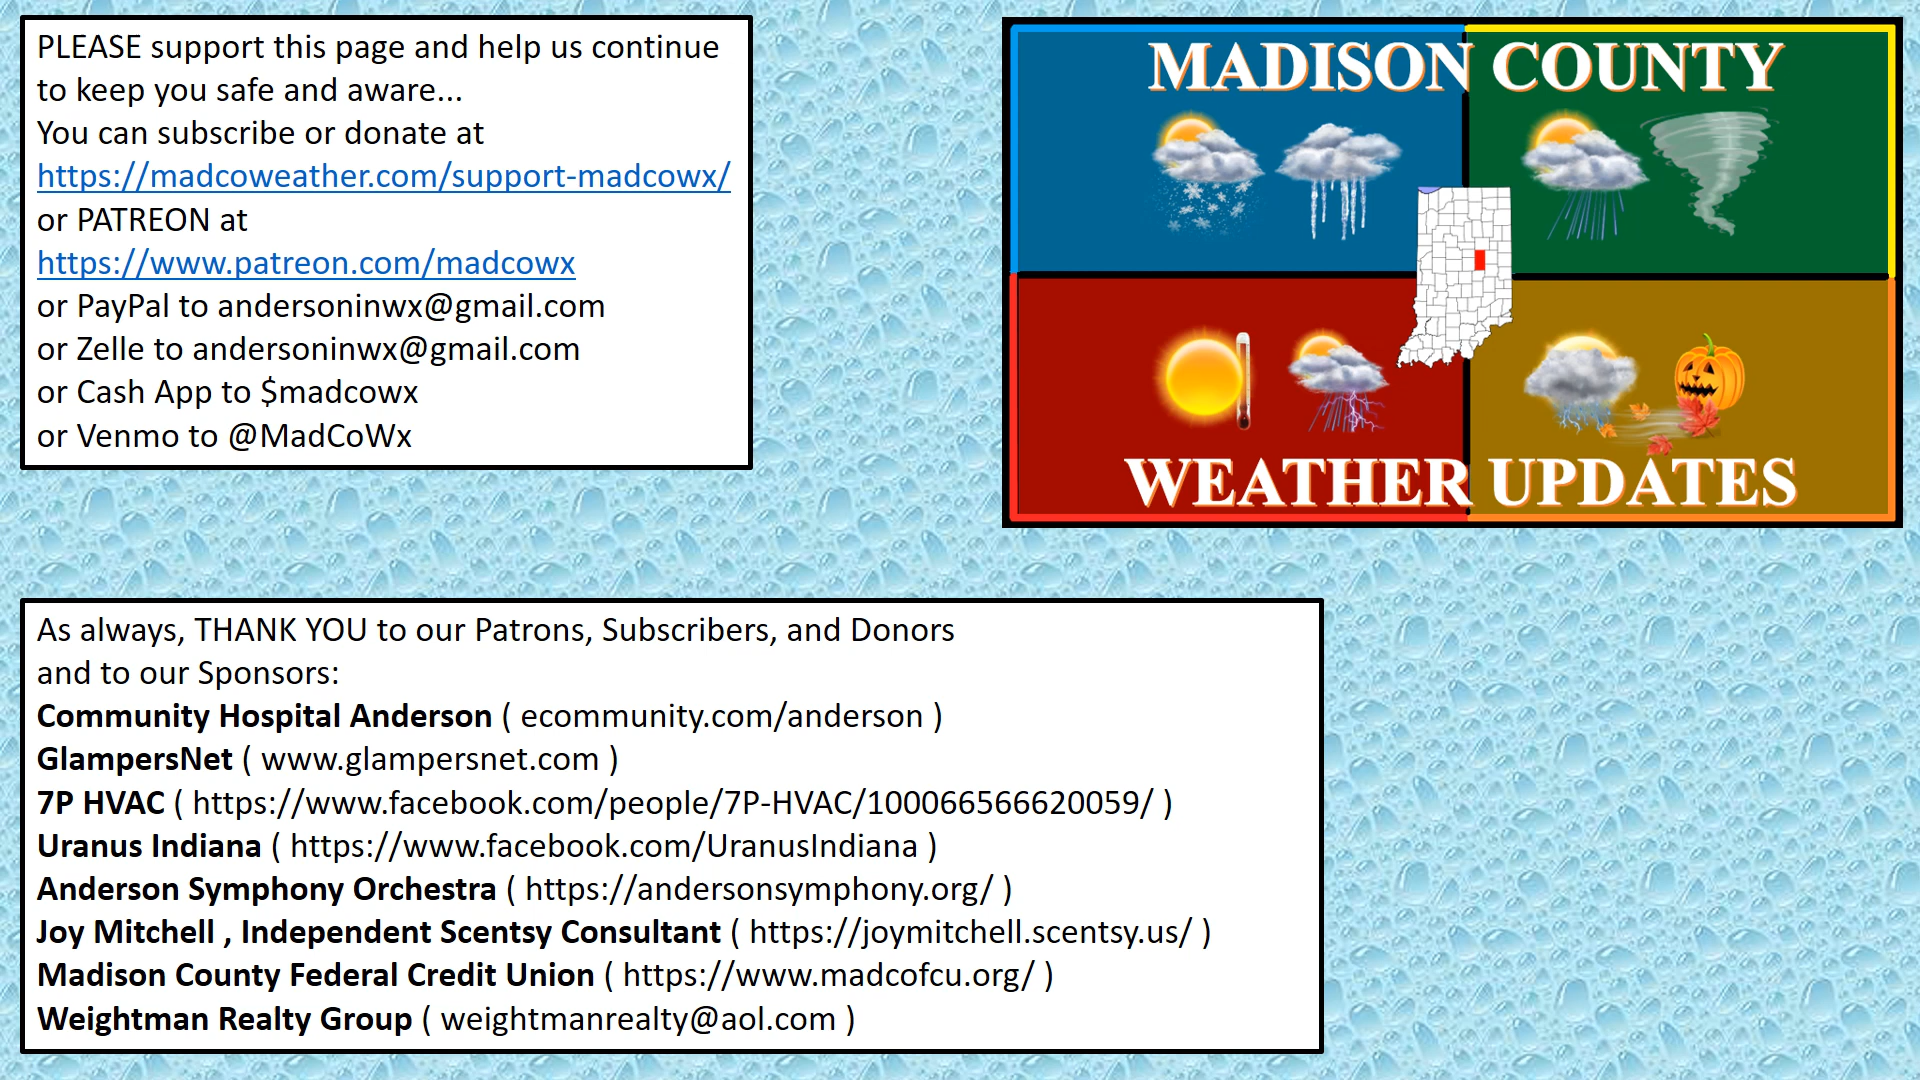 PLEASE support this page and help us continue
to keep you safe and aware...
You can subscribe or donate at
https://madcoweather.com/support-madcowx/
or PATREON at
https://www.patreon.com/madcowx
or PayPal to andersoninwx@gmail.com
or Zelle to andersoninwx@gmail.com
or Cash App to $madcowx
or Venmo to @MadCoWx
MADISON COUNTY
WEATHER UPDATES
As always, THANK YOU to our Patrons, Subscribers, and Donors
and to our Sponsors:
Community Hospital Anderson ( ecommunity.com/anderson )
GlampersNet ( www.glampersnet.com )
7P HVAC ( https://www.facebook.com/people/7P-HVAC/100066566620059/ )
Uranus Indiana ( https://www.facebook.com/UranusIndiana )
Anderson Symphony Orchestra ( https://andersonsymphony.org/ )
Joy Mitchell , Independent Scentsy Consultant ( https://joymitchell.scentsy.us/ )
Madison County Federal Credit Union ( https://www.madcofcu.org/ )
Weightman Realty Group ( weightmanrealty@aol.com )